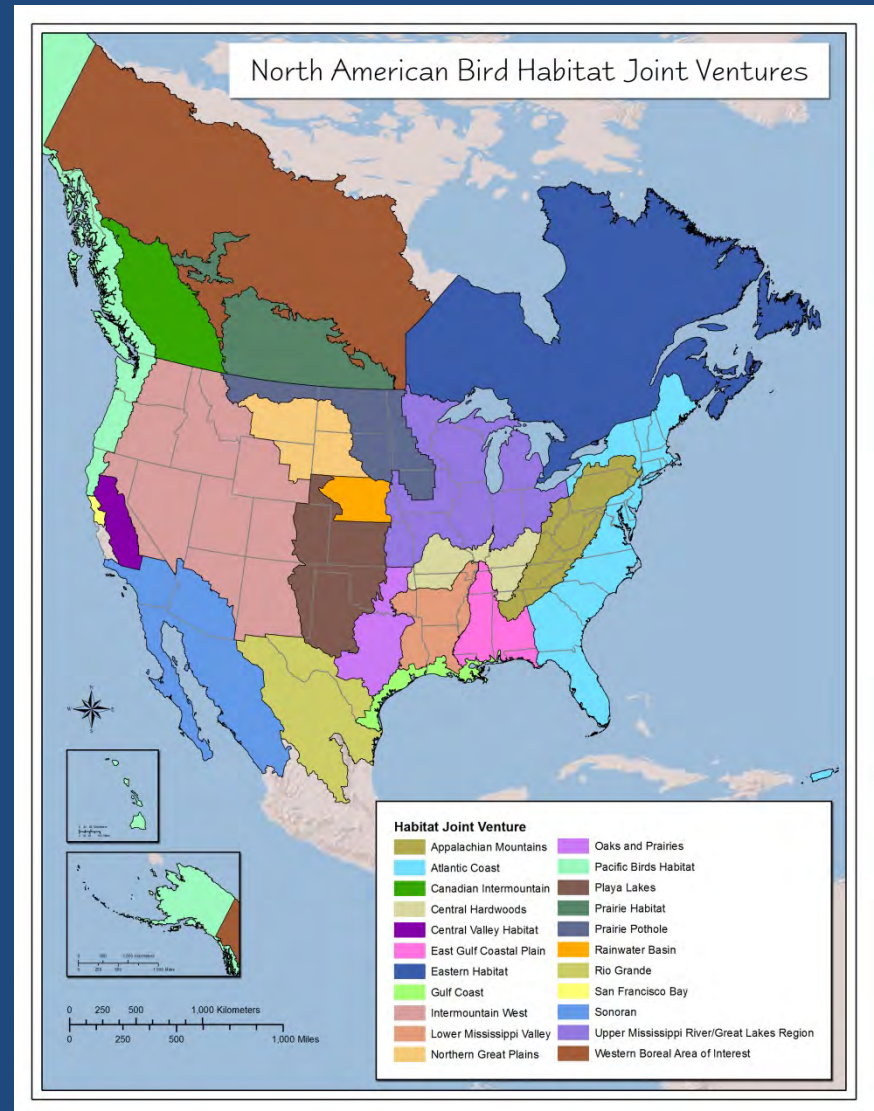 North American Bird Habitat Joint Ventures
Habitat Joint Venture
Appalachian Mountains
Atlantic Coast
Canadian Intermountain
Central Hardwoods
Central Valley Habitat
East Gulf Coastal Plain
Eastern Habitat
Gulf Coast
Intermountain West
Lower Mississippi Valley
Northern Great Plains
Oaks and Prairies
Pacific Birds Habitat
Playa Lakes
Prairie Habitat
Prairie Pothole
Rainwater Basin
Rio Grande
San Francisco Bay
Sonoran
Upper Mississippi River/Great Lakes Region
Western Boreal Area of Interest
0 250 500 1,000 Kilometers
0 250 500 1,000 Miles